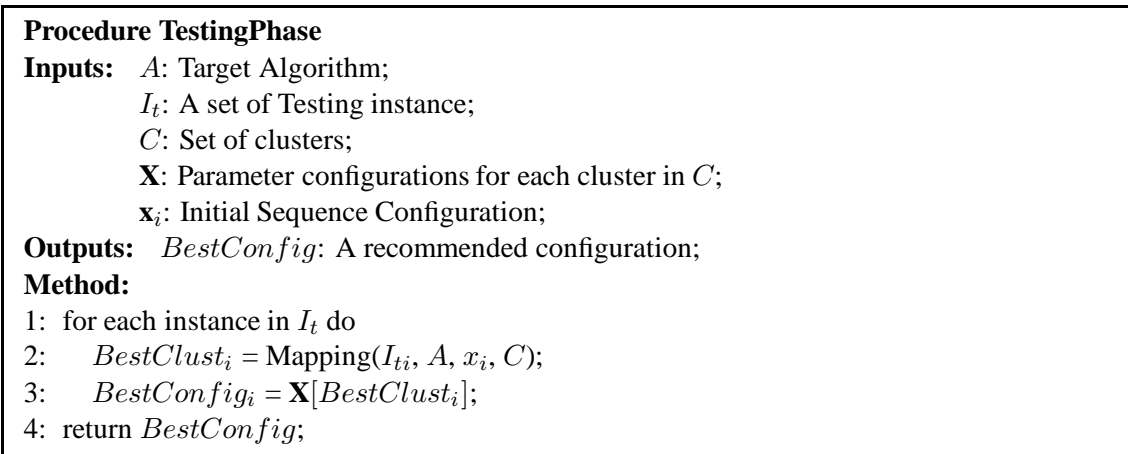 Procedure TestingPhase
Inputs: A: Target Algorithm;
I_t: A set of Testing instance;
C: Set of clusters;
X: Parameter configurations for each cluster in C;
x_i: Initial Sequence Configuration;
Outputs: BestConfig: A recommended configuration;
Method:
1: for each instance in I_t do
2: BestClust_i = Mapping(I_{ti}, A, x_i, C);
3: BestConfig_i = X[BestClust_i];
4: return BestConfig;